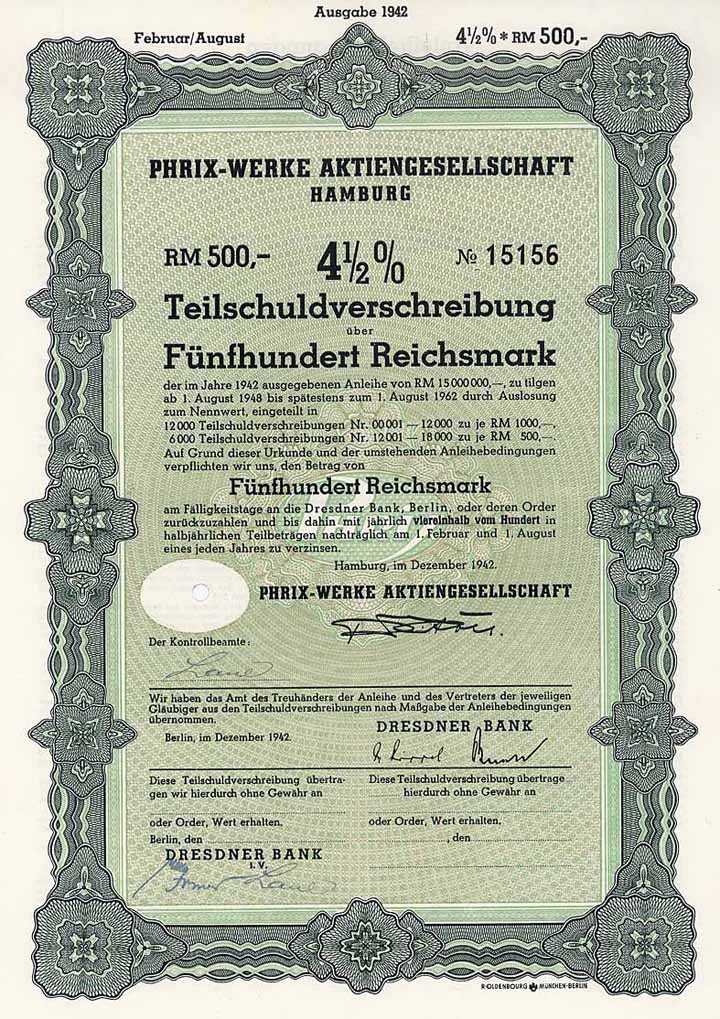 Ausgabe 1942
Februar/August
4½% * RM 500,-
PHRIX-WERKE AKTIENGESELLSCHAFT
HAMBURG
RM 500,- 4½% № 15156
Teilschuldverschreibung
über
Fünfhundert Reichsmark
der im Jahre 1942 ausgegebenen Anleihe von RM 15 000 000,—, zu tilgen
ab 1. August 1948 bis spätestens zum 1. August 1962 durch Auslosung
zum Nennwert, eingeteilt in
12 000 Teilschuldverschreibungen Nr. 00 001 — 12 000 zu je RM 1000,—,
6 000 Teilschuldverschreibungen Nr. 12 001 — 18 000 zu je RM 500,—.
Auf Grund dieser Urkunde und der umstehenden Anleihebedingungen
verpflichten wir uns, den Betrag von
Fünfhundert Reichsmark
am Fälligkeitstage an die Dresdner Bank, Berlin, oder deren Order
zurückzuzahlen und bis dahin mit jährlich viereinhalb vom Hundert in
halbjährlichen Teilbeträgen nachträglich am 1. Februar und 1. August
eines jeden Jahres zu verzinsen.
Hamburg, im Dezember 1942.
PHRIX-WERKE AKTIENGESELLSCHAFT
Der Kontrollbeamte:
Wir haben das Amt des Treuhänders der Anleihe und des Vertreters der jeweiligen
Gläubiger aus den Teilschuldverschreibungen nach Maßgabe der Anleihebedingungen
übernommen.
DRESDNER BANK
Berlin, im Dezember 1942.
Diese Teilschuldverschreibung übertra-
gen wir hierdurch ohne Gewähr an
oder Order, Wert erhalten.
Berlin, den
DRESDNER BANK
I. V.
Diese Teilschuldverschreibung übertrage
hierdurch ohne Gewähr an
oder Order, Wert erhalten.
, den
R·OLDENBOURG MÜNCHEN-BERLIN